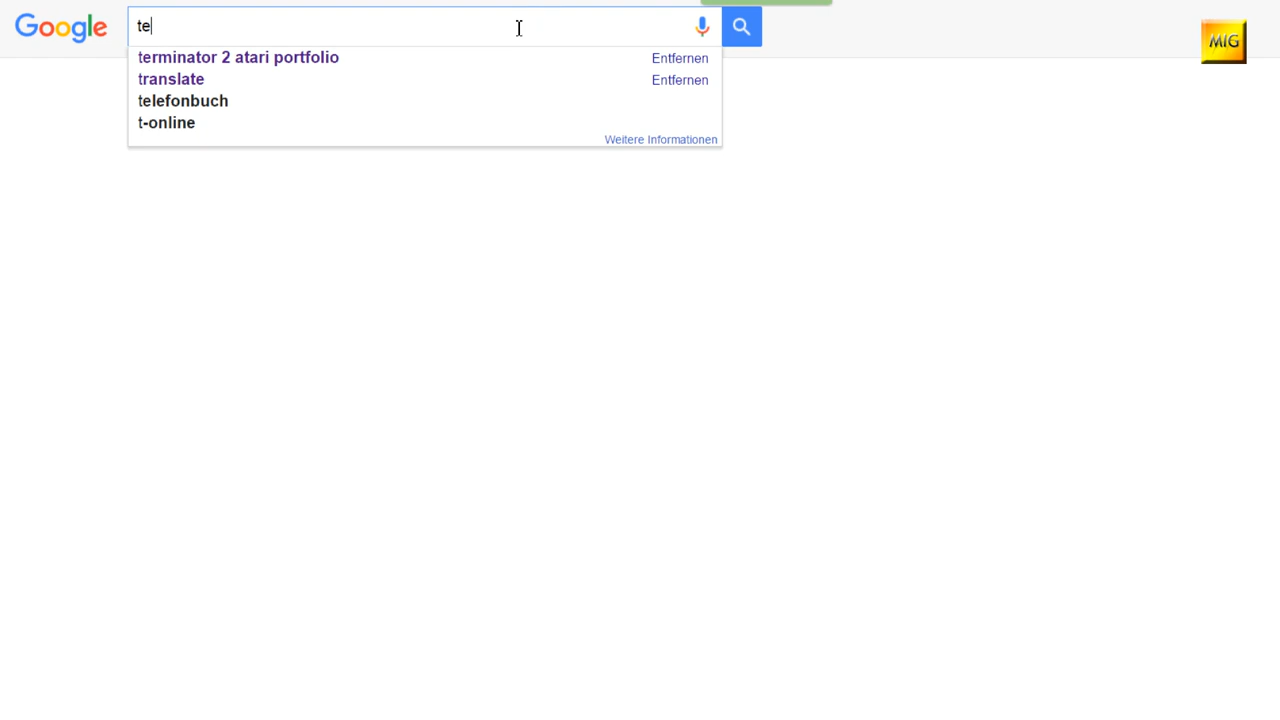 Google
te
MIG
terminator 2 atari portfolio Entfernen
translate Entfernen
telefonbuch
t-online
Weitere Informationen